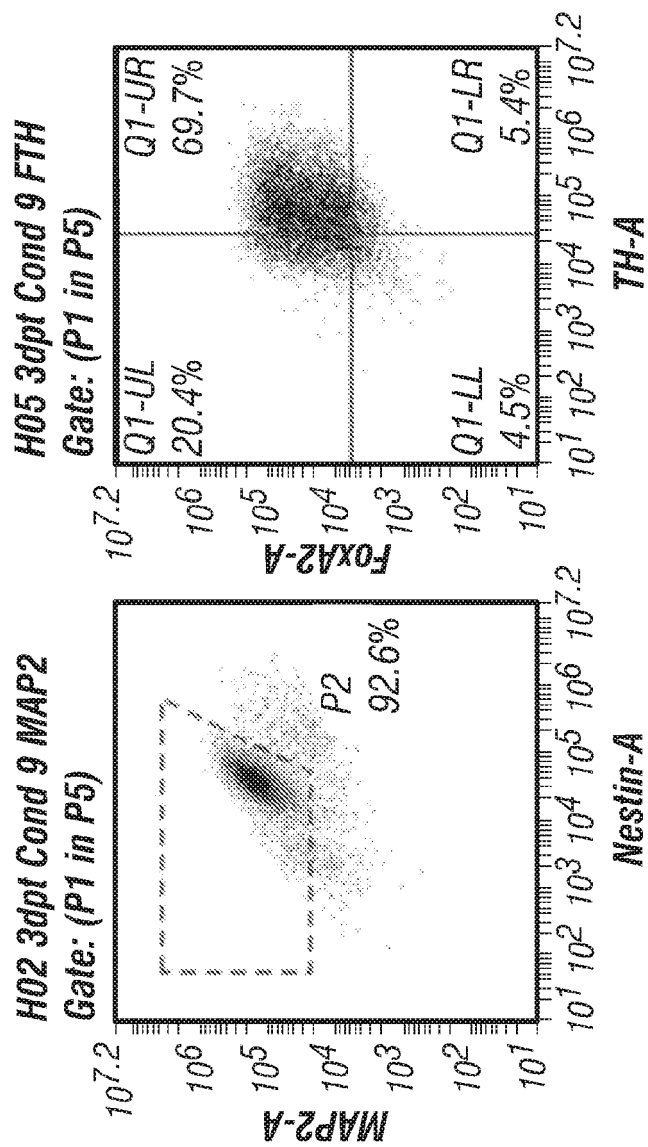 H02 3dpt Cond 9 MAP2
Gate: (P1 in P5)
10^7.2
10^6
10^5
10^4
10^3
10^2
10^1
MAP2-A
P2
92.6%
10^1 10^2 10^3 10^4 10^5 10^6 10^7.2
Nestin-A
H05 3dpt Cond 9 FTH
Gate: (P1 in P5)
10^7.2
10^6
10^5
10^4
10^3
10^2
10^1
FoxA2-A
Q1-UL
20.4%
Q1-UR
69.7%
Q1-LL
4.5%
Q1-LR
5.4%
10^1 10^2 10^3 10^4 10^5 10^6 10^7.2
TH-A